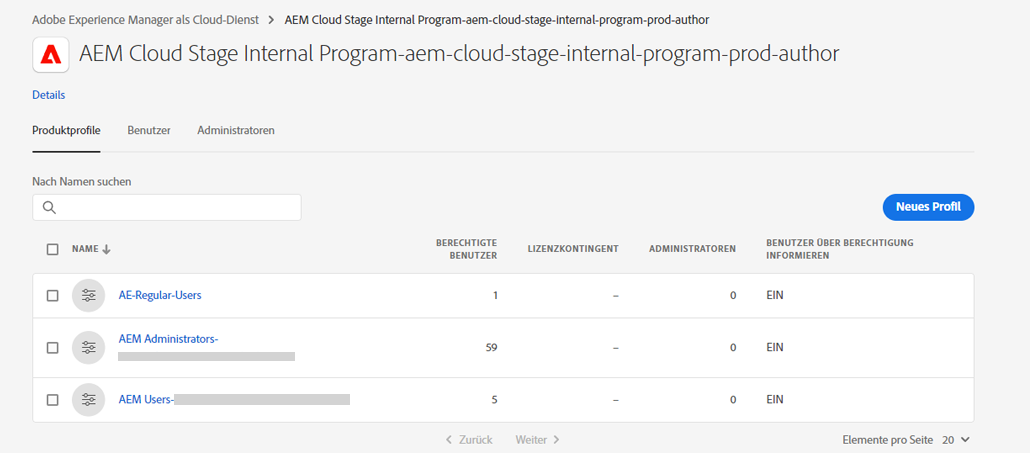 Adobe Experience Manager als Cloud-Dienst > AEM Cloud Stage Internal Program-aem-cloud-stage-internal-program-prod-author
AEM Cloud Stage Internal Program-aem-cloud-stage-internal-program-prod-author
Details
Produktprofile Benutzer Administratoren
Nach Namen suchen
Neues Profil
NAME BERECHTIGTE BENUTZER LIZENZKONTINGENT ADMINISTRATOREN BENUTZER ÜBER BERECHTIGUNG INFORMIEREN
AE-Regular-Users 1 – 0 EIN
AEM Administrators- 59 – 0 EIN
AEM Users- 5 – 0 EIN
Zurück Weiter Elemente pro Seite 20